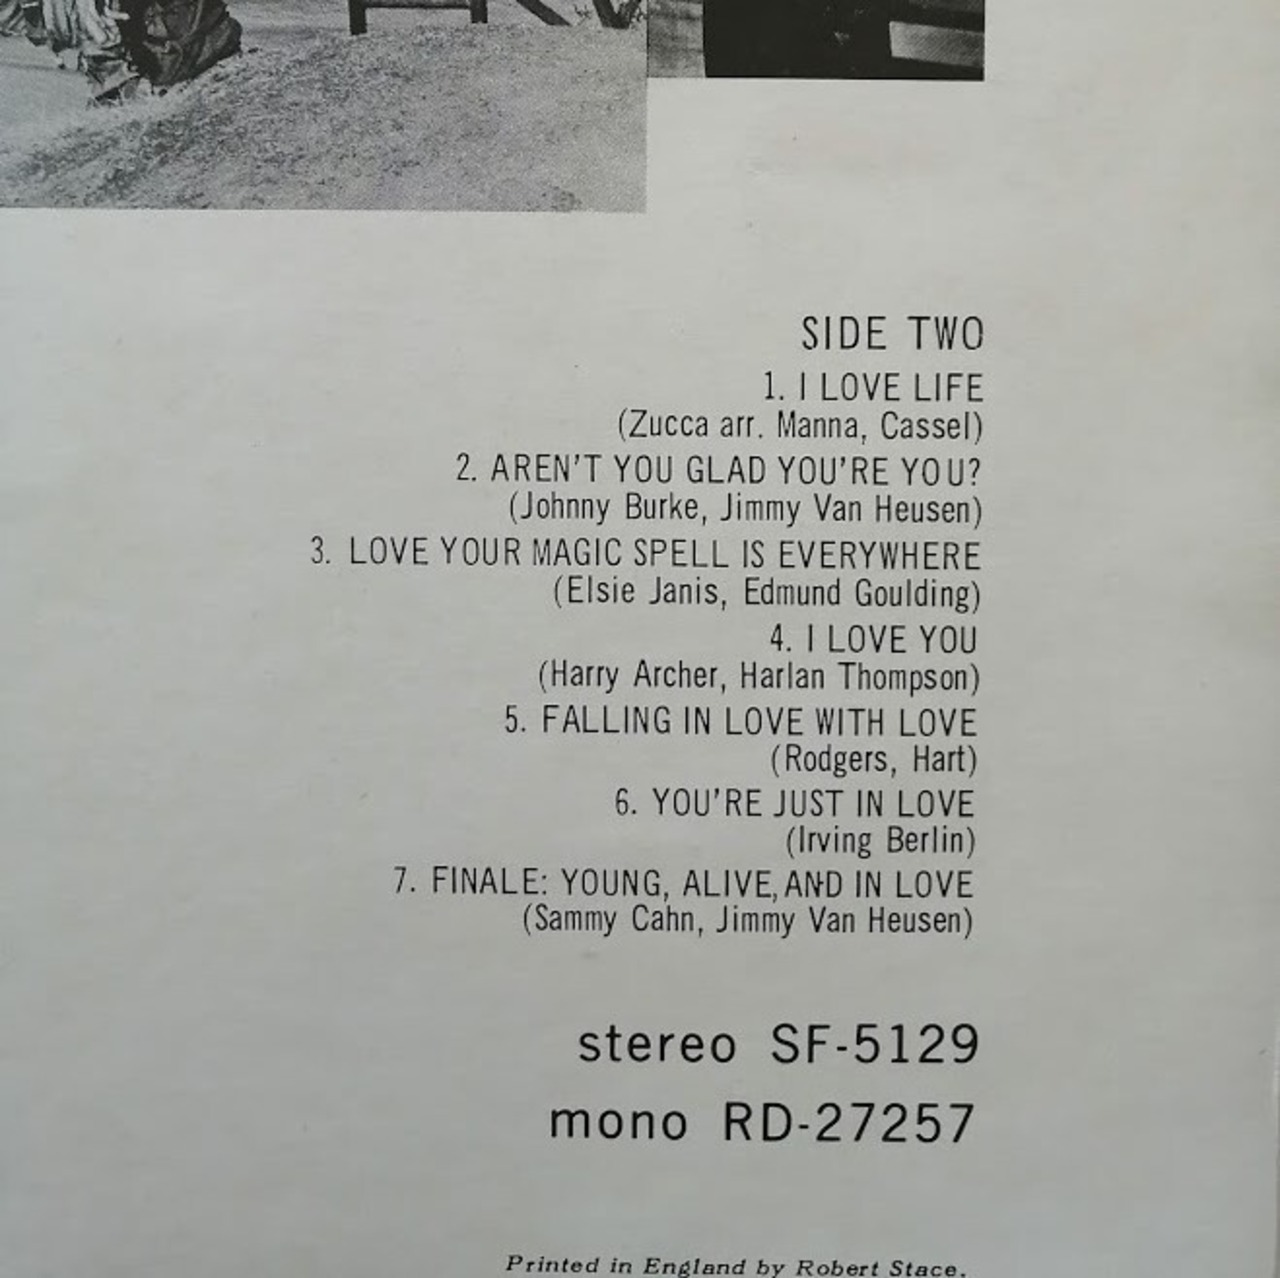 SIDE TWO
1. I LOVE LIFE
(Zucca arr. Manna, Cassel)
2. AREN'T YOU GLAD YOU'RE YOU?
(Johnny Burke, Jimmy Van Heusen)
3. LOVE YOUR MAGIC SPELL IS EVERYWHERE
(Elsie Janis, Edmund Goulding)
4. I LOVE YOU
(Harry Archer, Harlan Thompson)
5. FALLING IN LOVE WITH LOVE
(Rodgers, Hart)
6. YOU'RE JUST IN LOVE
(Irving Berlin)
7. FINALE: YOUNG, ALIVE, AND IN LOVE
(Sammy Cahn, Jimmy Van Heusen)
stereo SF-5129
mono RD-27257
Printed in England by Robert Stace.